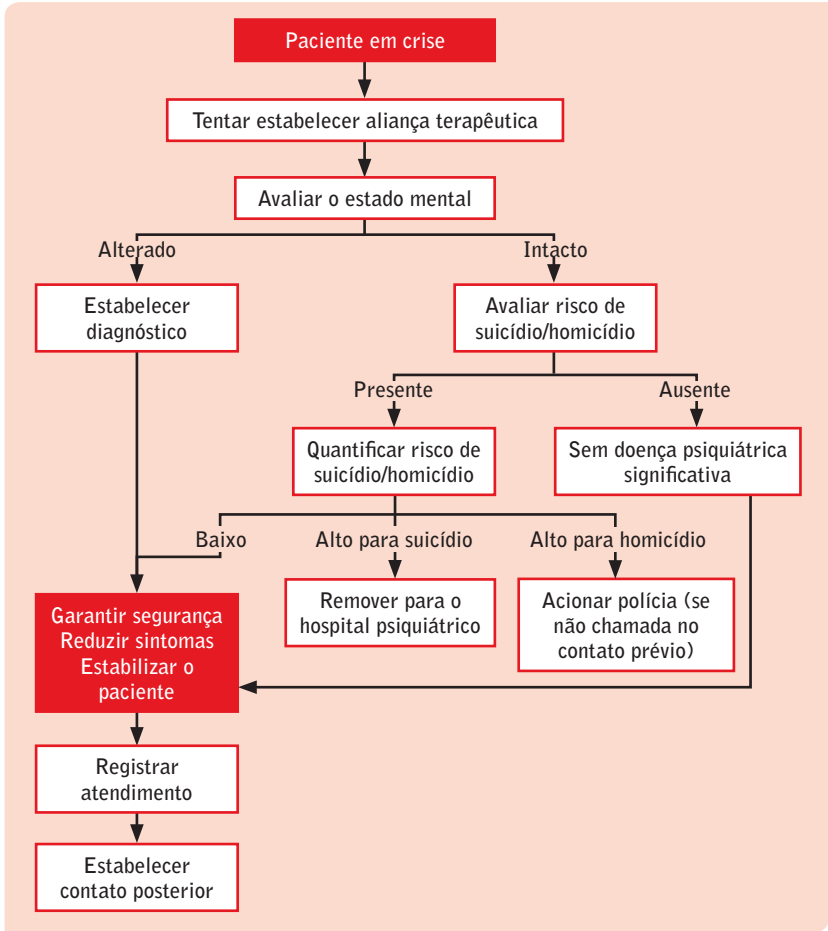 Paciente em crise
Tentar estabelecer aliança terapêutica
Avaliar o estado mental
Alterado
Intacto
Estabelecer
diagnóstico
Avaliar risco de
suicídio/homicídio
Presente
Ausente
Quantificar risco de
suicídio/homicídio
Sem doença psiquiátrica
significativa
Baixo
Alto para suicídio
Alto para homicídio
Remover para o
hospital psiquiátrico
Acionar polícia (se
não chamada no
contato prévio)
Garantir segurança
Reduzir sintomas
Estabilizar o
paciente
Registrar
atendimento
Estabelecer
contato posterior